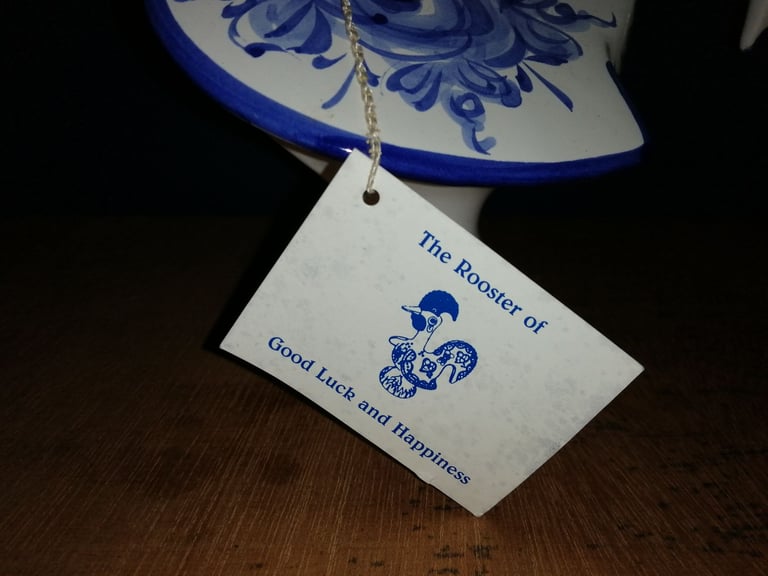 The Rooster of
Good Luck and Happiness